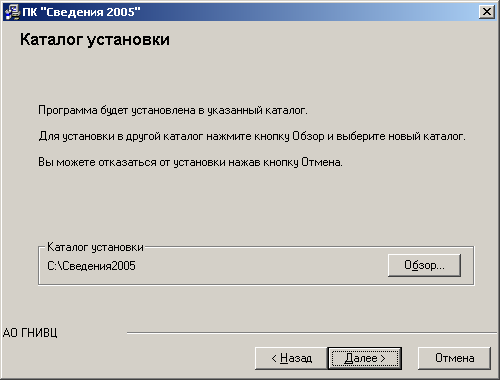 ПК "Сведения 2005"
Каталог установки
Программа будет установлена в указанный каталог.
Для установки в другой каталог нажмите кнопку Обзор и выберите новый каталог.
Вы можете отказаться от установки нажав кнопку Отмена.
Каталог установки
C:\Сведения2005
Обзор...
АО ГНИВЦ
< Назад
Далее >
Отмена